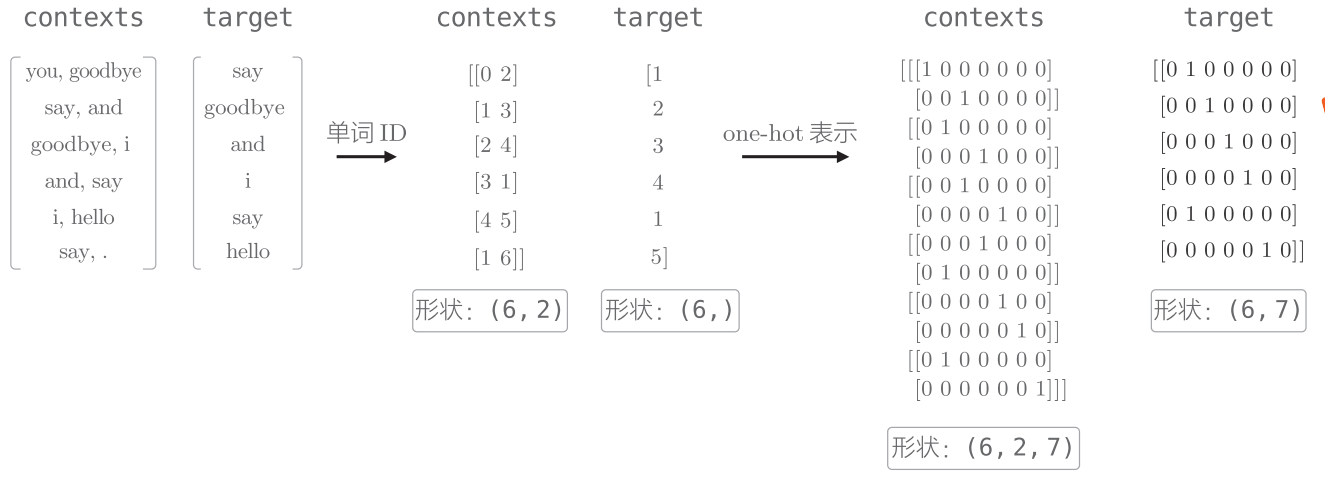 contexts
you, goodbye
say, and
goodbye, i
and, say
i, hello
say, .
target
say
goodbye
and
i
say
hello
单词 ID
contexts
[[0 2]
[1 3]
[2 4]
[3 1]
[4 5]
[1 6]]
形状：(6, 2)
target
[1
2
3
4
1
5]
形状：(6,)
one-hot 表示
contexts
[[[1 0 0 0 0 0 0]
[0 0 1 0 0 0 0]]
[[0 1 0 0 0 0 0]
[0 0 0 1 0 0 0]]
[[0 0 1 0 0 0 0]
[0 0 0 0 1 0 0]]
[[0 0 0 1 0 0 0]
[0 1 0 0 0 0 0]]
[[0 0 0 0 1 0 0]
[0 0 0 0 0 1 0]]
[[0 1 0 0 0 0 0]
[0 0 0 0 0 0 1]]]
形状：(6, 2, 7)
target
[[0 1 0 0 0 0 0]
[0 0 1 0 0 0 0]
[0 0 0 1 0 0 0]
[0 0 0 0 1 0 0]
[0 1 0 0 0 0 0]
[0 0 0 0 0 1 0]]
形状：(6, 7)